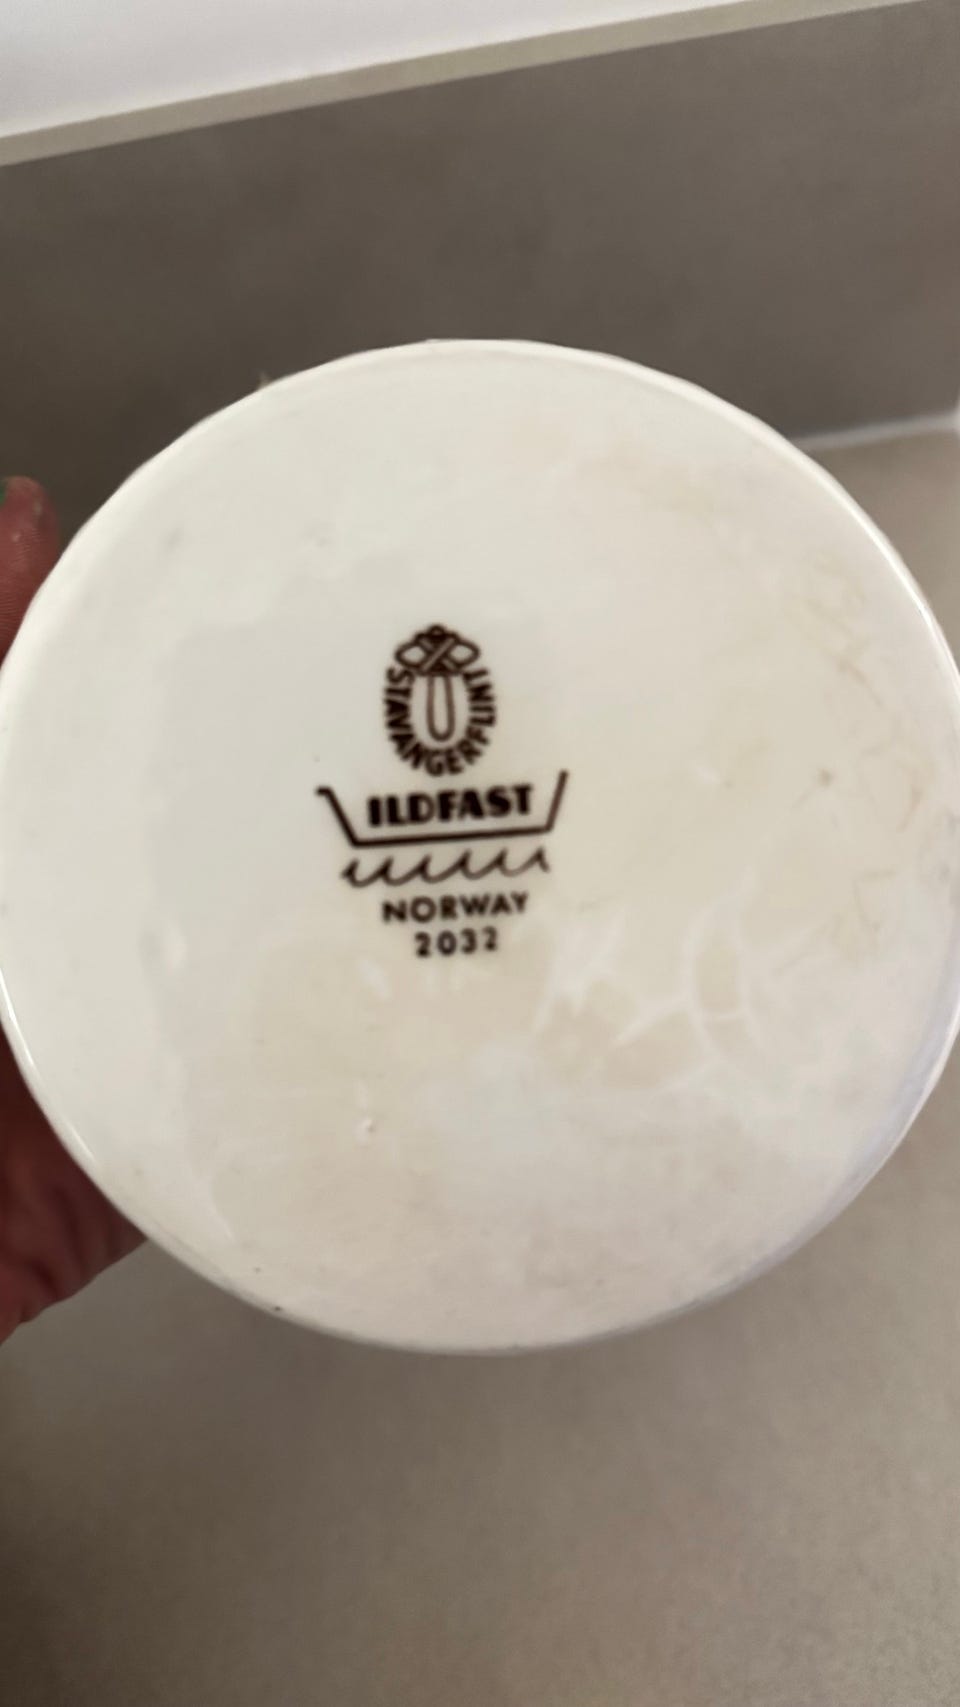 STAVANGERFLINT
ILDFAST
NORWAY
2032